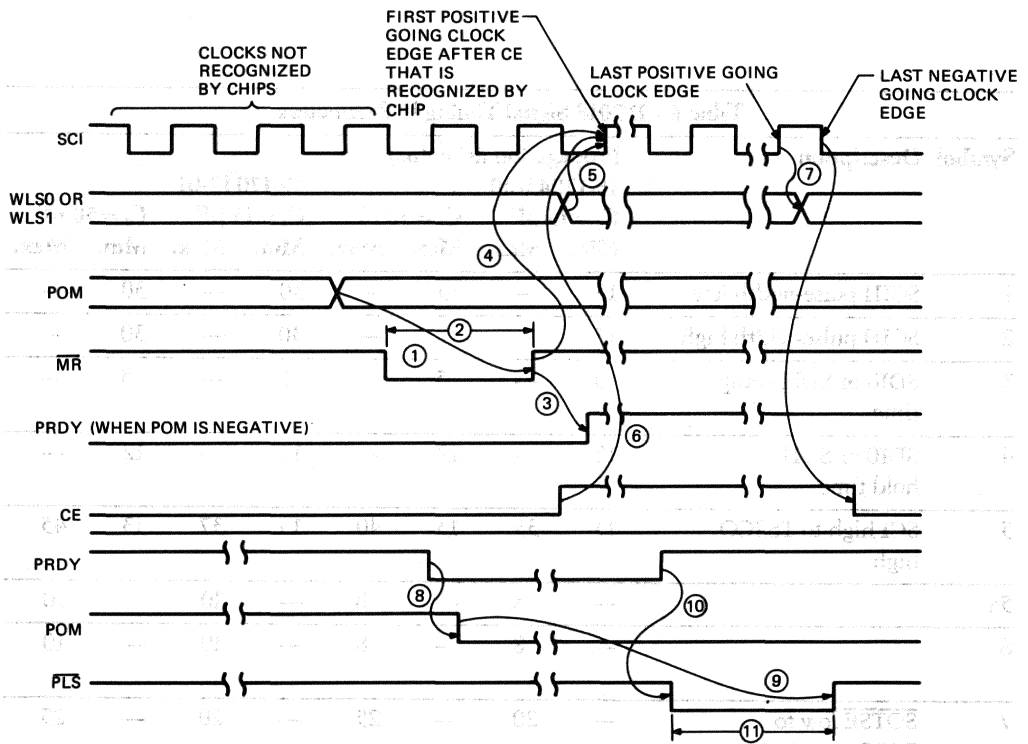 FIRST POSITIVE
GOING CLOCK
EDGE AFTER CE
THAT IS
RECOGNIZED BY
CHIP
CLOCKS NOT
RECOGNIZED
BY CHIPS
LAST POSITIVE GOING
CLOCK EDGE
LAST NEGATIVE
GOING CLOCK
EDGE
SCI
WLS0 OR
WLS1
5
7
4
POM
2
MR
1
3
PRDY (WHEN POM IS NEGATIVE)
6
CE
PRDY
8
10
POM
PLS
9
11